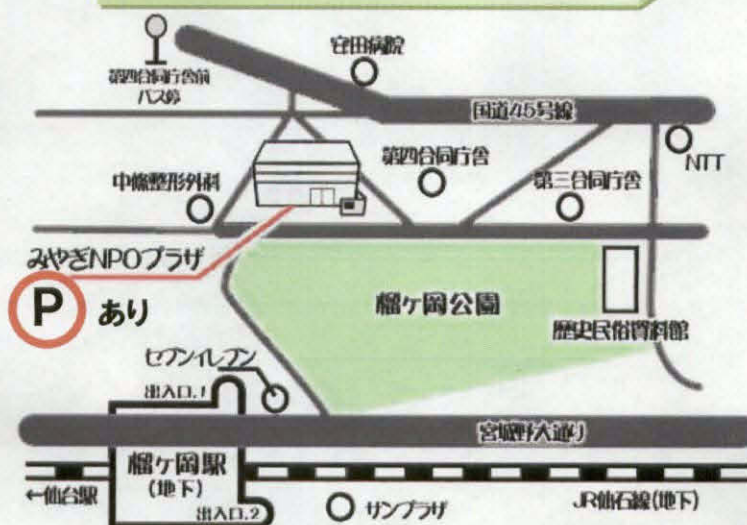 第四合同庁舎前
バス停
安田病院
国道45号線
中條整形外科
第四合同庁舎
第三合同庁舎
NTT
みやぎNPOプラザ
P あり
榴ヶ岡公園
歴史民俗資料館
セブンイレブン
出入口.1
宮城野大通り
榴ヶ岡駅
(地下)
←仙台駅
出入口.2
サンプラザ
JR仙石線(地下)